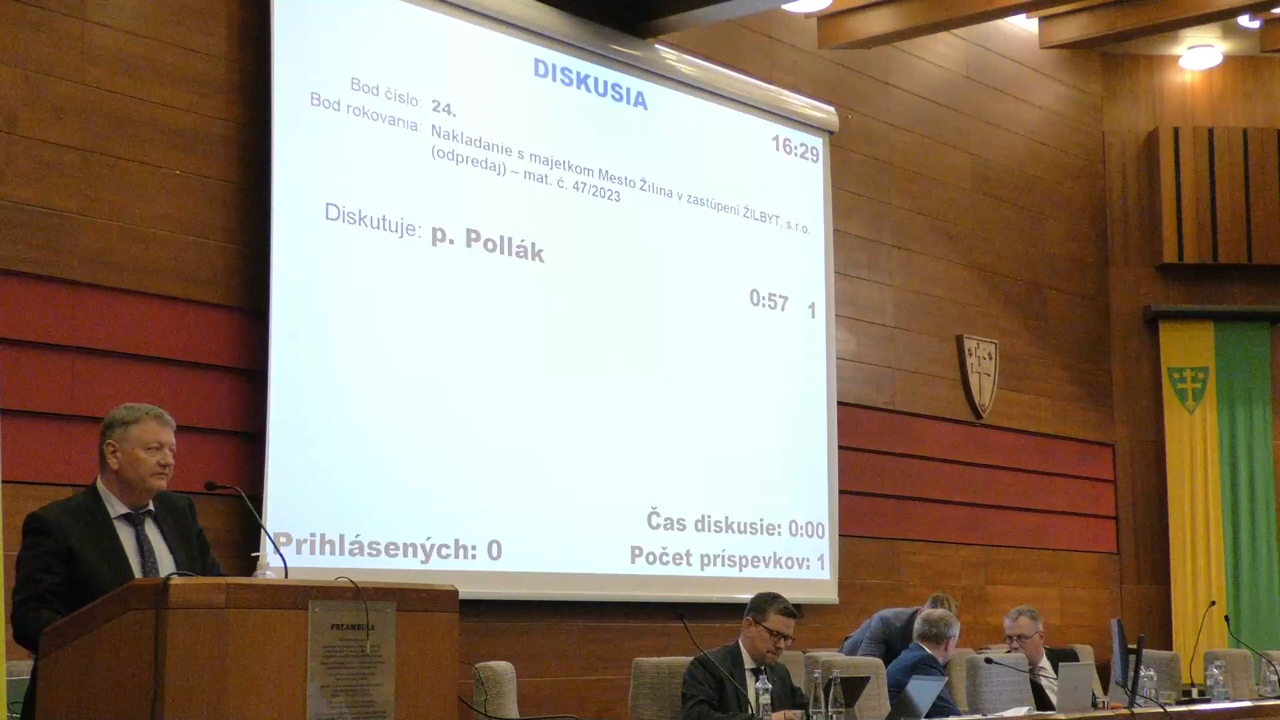 DISKUSIA
16:29
Bod číslo: 24.
Bod rokovania: Nakladanie s majetkom Mesto Žilina v zastúpení ŽILBYT, s.r.o.
(odpredaj) – mat. č. 47/2023
Diskutuje: p. Pollák
0:57 1
Čas diskusie: 0:00
Prihlásených: 0
Počet príspevkov: 1
PREAMBULA